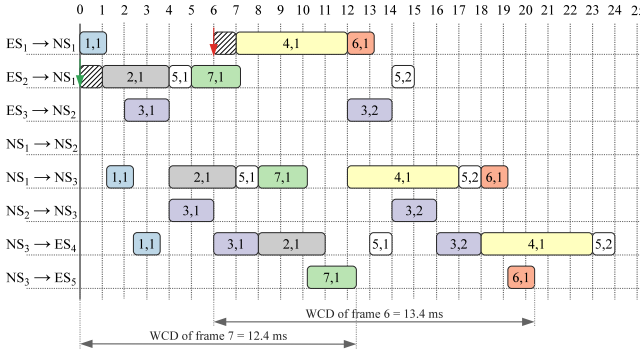 0 1 2 3 4 5 6 7 8 9 10 11 12 13 14 15 16 17 18 19 20 21 22 23 24 25
ES1 → NS1 1,1 4,1 6,1
ES2 → NS1 2,1 5,1 7,1 5,2
ES3 → NS2 3,1 3,2
NS1 → NS2
NS1 → NS3 1,1 2,1 5,1 7,1 4,1 5,2 6,1
NS2 → NS3 3,1 3,2
NS3 → ES4 1,1 3,1 2,1 5,1 3,2 4,1 5,2
NS3 → ES5 7,1 6,1
WCD of frame 6 = 13.4 ms
WCD of frame 7 = 12.4 ms